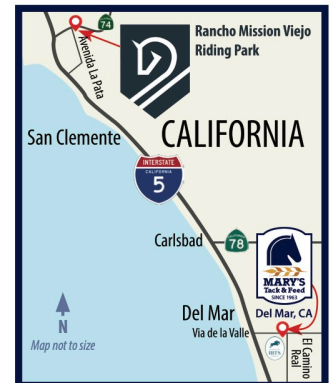 74
Rancho Mission Viejo
Riding Park
Avenida La Pata
San Clemente
CALIFORNIA
INTERSTATE
CALIFORNIA
5
Carlsbad
78
MARY'S
Tack & Feed
SINCE 1963
Del Mar, CA
Del Mar
Via de la Valle
El Camino
Real
N
Map not to size